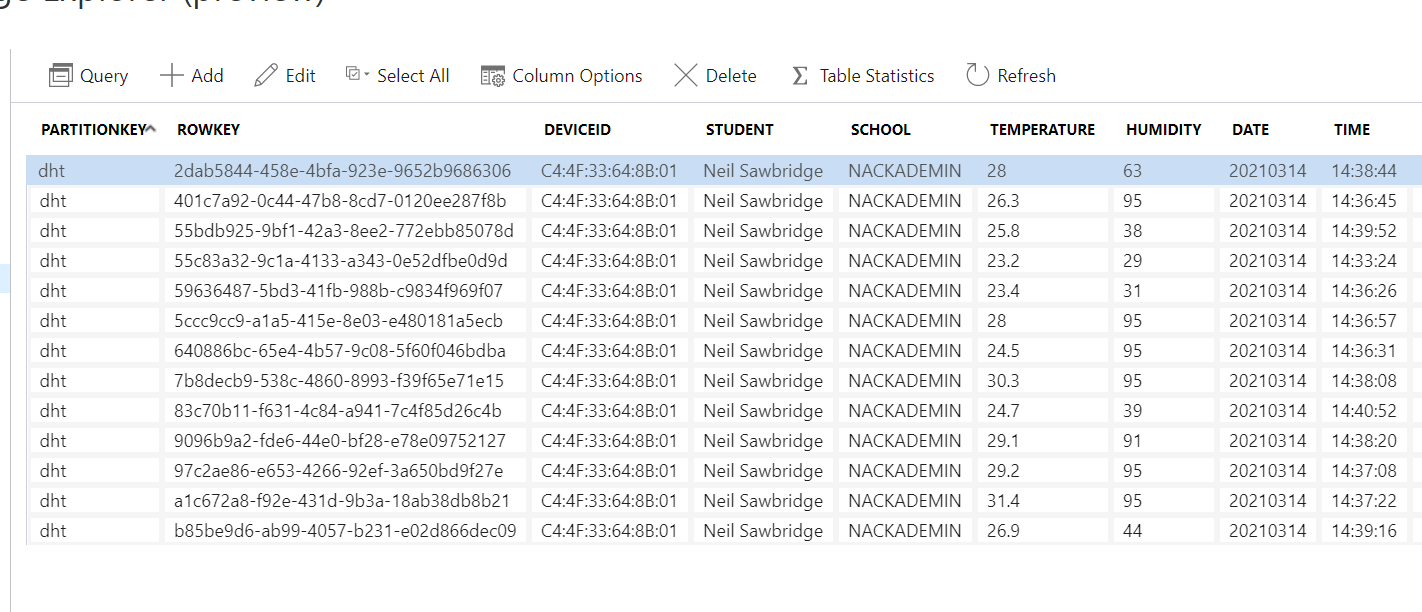 Explorer (preview)
Query Add Edit Select All Column Options Delete Table Statistics Refresh
PARTITIONKEY ROWKEY DEVICEID STUDENT SCHOOL TEMPERATURE HUMIDITY DATE TIME
dht 2dab5844-458e-4bfa-923e-9652b9686306 C4:4F:33:64:8B:01 Neil Sawbridge NACKADEMIN 28 63 20210314 14:38:44
dht 401c7a92-0c44-47b8-8cd7-0120ee287f8b C4:4F:33:64:8B:01 Neil Sawbridge NACKADEMIN 26.3 95 20210314 14:36:45
dht 55bdb925-9bf1-42a3-8ee2-772ebb85078d C4:4F:33:64:8B:01 Neil Sawbridge NACKADEMIN 25.8 38 20210314 14:39:52
dht 55c83a32-9c1a-4133-a343-0e52dfbe0d9d C4:4F:33:64:8B:01 Neil Sawbridge NACKADEMIN 23.2 29 20210314 14:33:24
dht 59636487-5bd3-41fb-988b-c9834f969f07 C4:4F:33:64:8B:01 Neil Sawbridge NACKADEMIN 23.4 31 20210314 14:36:26
dht 5ccc9cc9-a1a5-415e-8e03-e480181a5ecb C4:4F:33:64:8B:01 Neil Sawbridge NACKADEMIN 28 95 20210314 14:36:57
dht 640886bc-65e4-4b57-9c08-5f60f046bdba C4:4F:33:64:8B:01 Neil Sawbridge NACKADEMIN 24.5 95 20210314 14:36:31
dht 7b8decb9-538c-4860-8993-f39f65e71e15 C4:4F:33:64:8B:01 Neil Sawbridge NACKADEMIN 30.3 95 20210314 14:38:08
dht 83c70b11-f631-4c84-a941-7c4f85d26c4b C4:4F:33:64:8B:01 Neil Sawbridge NACKADEMIN 24.7 39 20210314 14:40:52
dht 9096b9a2-fde6-44e0-bf28-e78e09752127 C4:4F:33:64:8B:01 Neil Sawbridge NACKADEMIN 29.1 91 20210314 14:38:20
dht 97c2ae86-e653-4266-92ef-3a650bd9f27e C4:4F:33:64:8B:01 Neil Sawbridge NACKADEMIN 29.2 95 20210314 14:37:08
dht a1c672a8-f92e-431d-9b3a-18ab38db8b21 C4:4F:33:64:8B:01 Neil Sawbridge NACKADEMIN 31.4 95 20210314 14:37:22
dht b85be9d6-ab99-4057-b231-e02d866dec09 C4:4F:33:64:8B:01 Neil Sawbridge NACKADEMIN 26.9 44 20210314 14:39:16